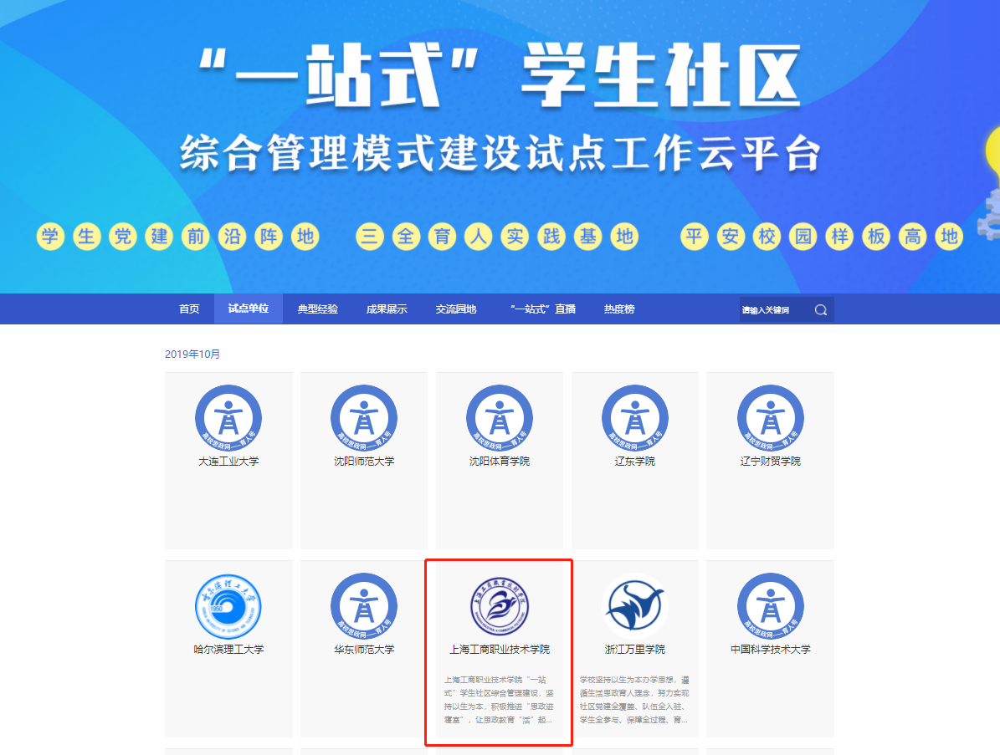 “一站式” 学生社区
综合管理模式建设试点工作云平台
学生党建前沿阵地 三全育人实践基地 平安校园样板高地
首页 试点单位 典型经验 成果展示 交流园地 “一站式”直播 热度榜 请输入关键词
2019年10月
高校思政网——育人号
高校思政网——育人号
高校思政网——育人号
高校思政网——育人号
高校思政网——育人号
大连工业大学 沈阳师范大学 沈阳体育学院 辽东学院 辽宁财贸学院
哈尔滨理工大学
1950
高校思政网——育人号
上海工商职业技术学院
高校思政网——育人号
哈尔滨理工大学 华东师范大学 上海工商职业技术学院 浙江万里学院 中国科学技术大学
上海工商职业技术学院“一站
式”学生社区综合管理建设，坚
持以生为本，积极推进“思政进
寝室”，让思政教育“活”起...
学校坚持以生为本办学思想，遵
循生活思政育人理念，努力实现
社区党建全覆盖、队伍全入驻、
学生全参与、保障全过程、育...